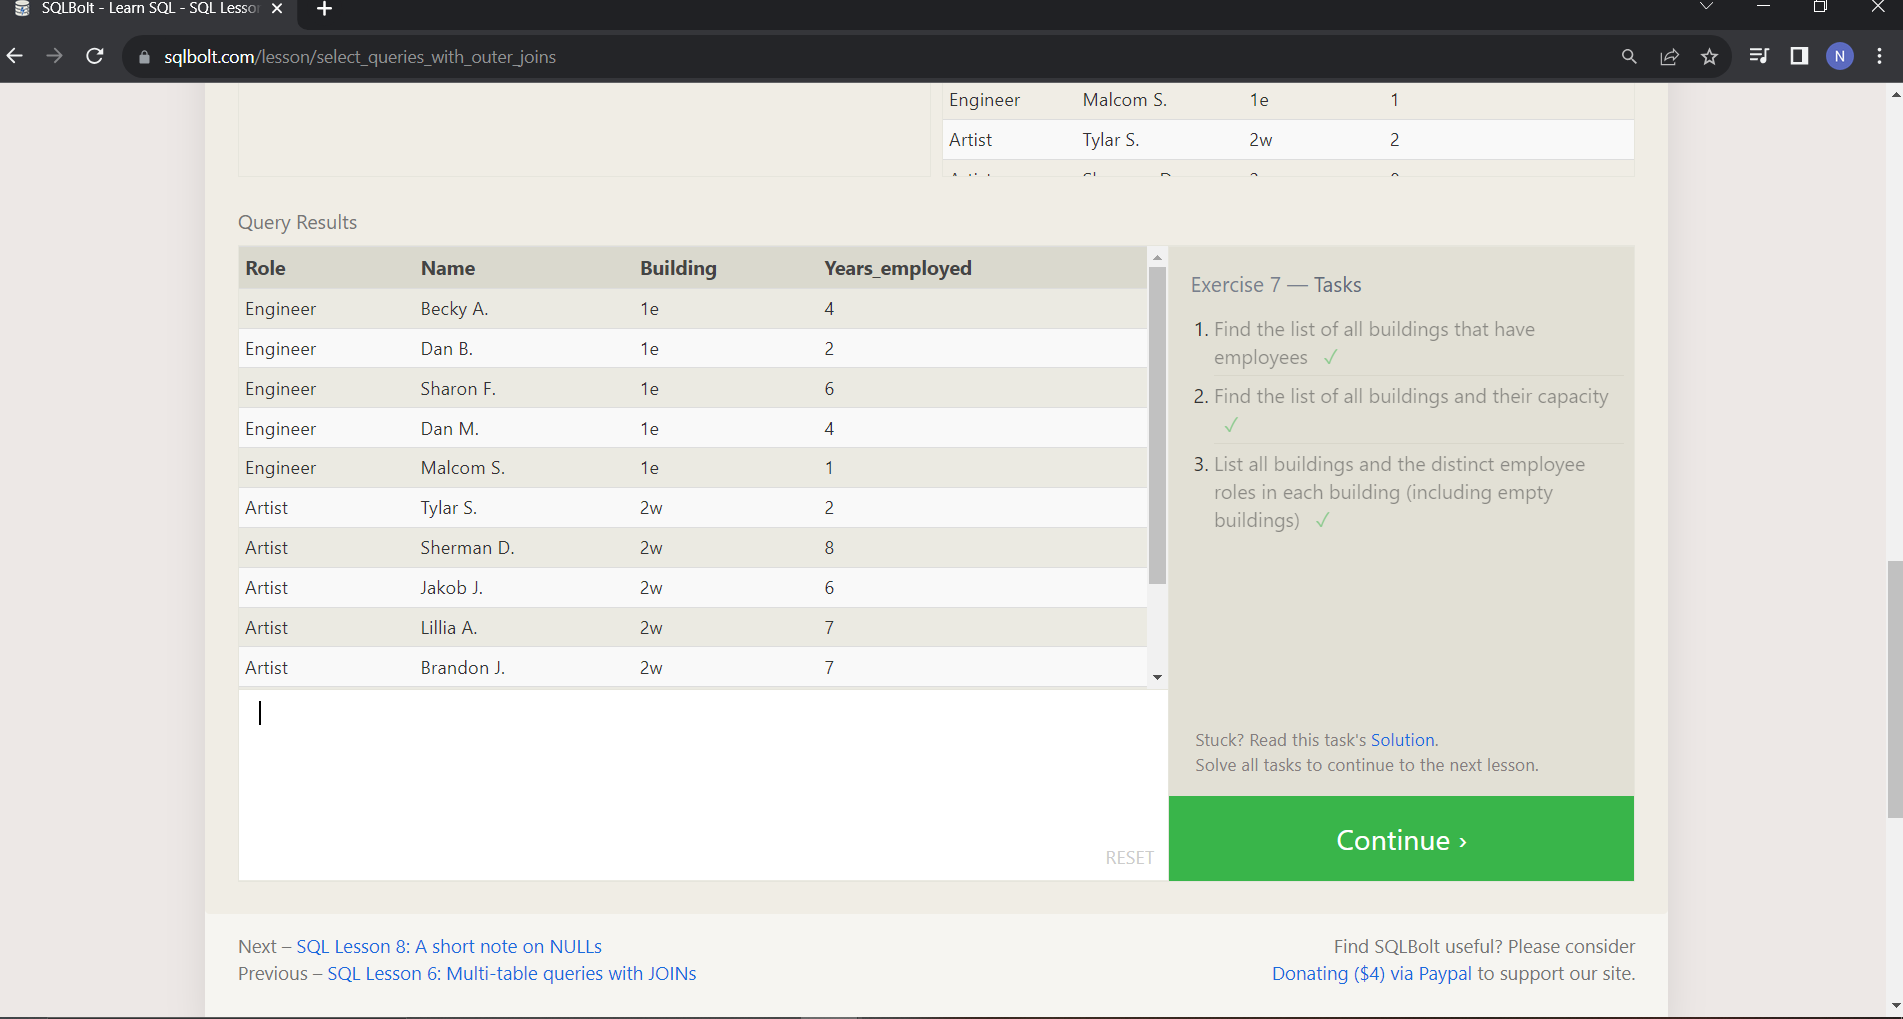 SQLBolt - Learn SQL - SQL Lesso
sqlbolt.com/lesson/select_queries_with_outer_joins
N
Engineer Malcom S. 1e 1
Artist Tylar S. 2w 2
Query Results
Role Name Building Years_employed
Engineer Becky A. 1e 4
Engineer Dan B. 1e 2
Engineer Sharon F. 1e 6
Engineer Dan M. 1e 4
Engineer Malcom S. 1e 1
Artist Tylar S. 2w 2
Artist Sherman D. 2w 8
Artist Jakob J. 2w 6
Artist Lillia A. 2w 7
Artist Brandon J. 2w 7
RESET
Exercise 7 — Tasks
1. Find the list of all buildings that have
employees ✓
2. Find the list of all buildings and their capacity
✓
3. List all buildings and the distinct employee
roles in each building (including empty
buildings) ✓
Stuck? Read this task's Solution.
Solve all tasks to continue to the next lesson.
Continue ›
Next – SQL Lesson 8: A short note on NULLs
Previous – SQL Lesson 6: Multi-table queries with JOINs
Find SQLBolt useful? Please consider
Donating ($4) via Paypal to support our site.